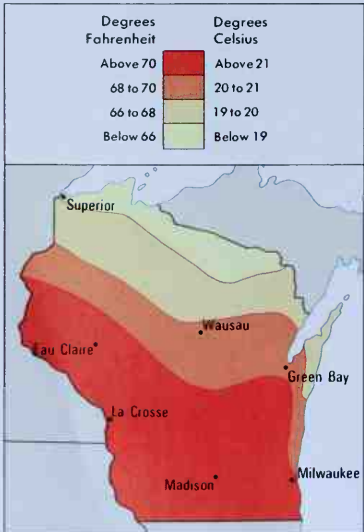 Degrees Fahrenheit
Degrees Celsius
Above 70
Above 21
68 to 70
20 to 21
66 to 68
19 to 20
Below 66
Below 19
Superior
Wausau
Eau Claire
Green Bay
La Crosse
Madison
Milwaukee